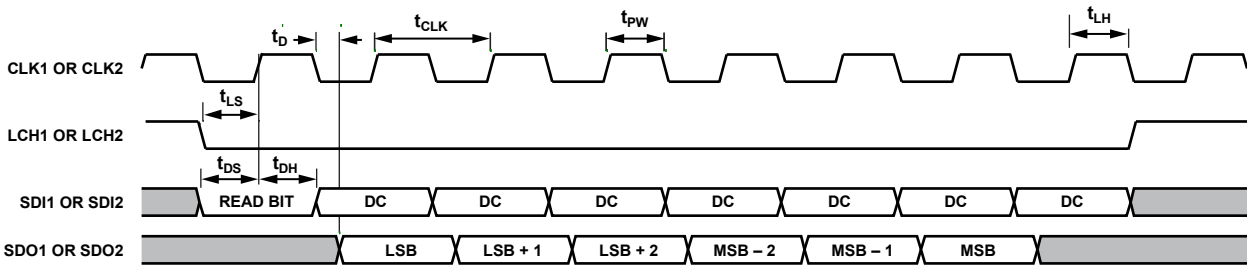 tD
tCLK
tPW
tLH
CLK1 OR CLK2
tLS
LCH1 OR LCH2
tDS
tDH
SDI1 OR SDI2
READ BIT
DC
DC
DC
DC
DC
DC
DC
SDO1 OR SDO2
LSB
LSB + 1
LSB + 2
MSB – 2
MSB – 1
MSB